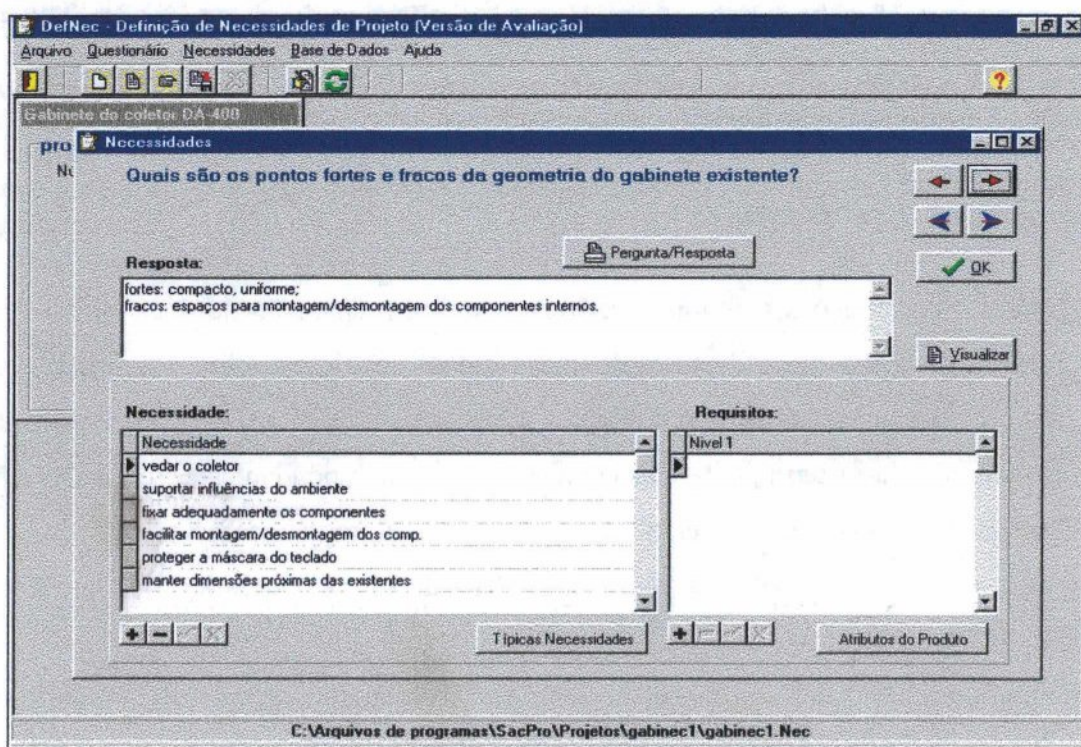 DefNec - Definição de Necessidades de Projeto (Versão de Avaliação)
Arquivo Questionário Necessidades Base de Dados Ajuda
Gabinete do coletor DA-400
pro
Necessidades
Quais são os pontos fortes e fracos da geometria do gabinete existente?
Pergunta/Resposta
Resposta:
OK
fortes: compacto, uniforme;
fracos: espaços para montagem/desmontagem dos componentes internos.
Visualizar
Necessidade:
Requisitos:
Necessidade
Nivel 1
vedar o coletor
suportar influências do ambiente
fixar adequadamente os componentes
facilitar montagem/desmontagem dos comp.
proteger a máscara do teclado
manter dimensões próximas das existentes
Típicas Necessidades
Atributos do Produto
C:\Arquivos de programas\SacPro\Projetos\gabinec1\gabinec1.Nec